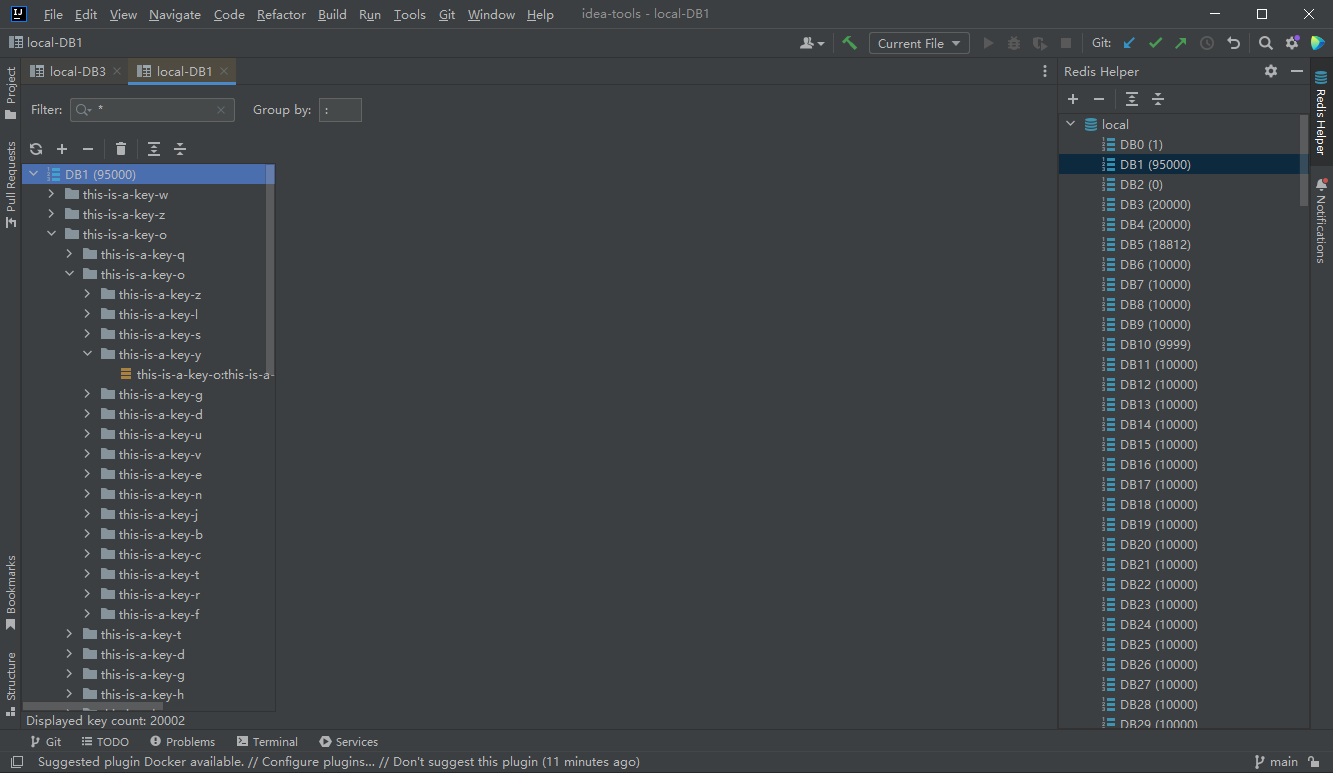 File Edit View Navigate Code Refactor Build Run Tools Git Window Help idea-tools - local-DB1
local-DB1 Current File Git:
local-DB3 local-DB1 Redis Helper
Filter: * Group by: :
DB1 (95000)
this-is-a-key-w
this-is-a-key-z
this-is-a-key-o
this-is-a-key-q
this-is-a-key-o
this-is-a-key-z
this-is-a-key-l
this-is-a-key-s
this-is-a-key-y
this-is-a-key-o:this-is-a-
this-is-a-key-g
this-is-a-key-d
this-is-a-key-u
this-is-a-key-v
this-is-a-key-e
this-is-a-key-n
this-is-a-key-j
this-is-a-key-b
this-is-a-key-c
this-is-a-key-t
this-is-a-key-r
this-is-a-key-f
this-is-a-key-t
this-is-a-key-d
this-is-a-key-g
this-is-a-key-h
Displayed key count: 20002
local
DB0 (1)
DB1 (95000)
DB2 (0)
DB3 (20000)
DB4 (20000)
DB5 (18812)
DB6 (10000)
DB7 (10000)
DB8 (10000)
DB9 (10000)
DB10 (9999)
DB11 (10000)
DB12 (10000)
DB13 (10000)
DB14 (10000)
DB15 (10000)
DB16 (10000)
DB17 (10000)
DB18 (10000)
DB19 (10000)
DB20 (10000)
DB21 (10000)
DB22 (10000)
DB23 (10000)
DB24 (10000)
DB25 (10000)
DB26 (10000)
DB27 (10000)
DB28 (10000)
DB29 (10000)
Project
Pull Requests
Bookmarks
Structure
Redis Helper
Notifications
Git TODO Problems Terminal Services
Suggested plugin Docker available. // Configure plugins... // Don't suggest this plugin (11 minutes ago) main